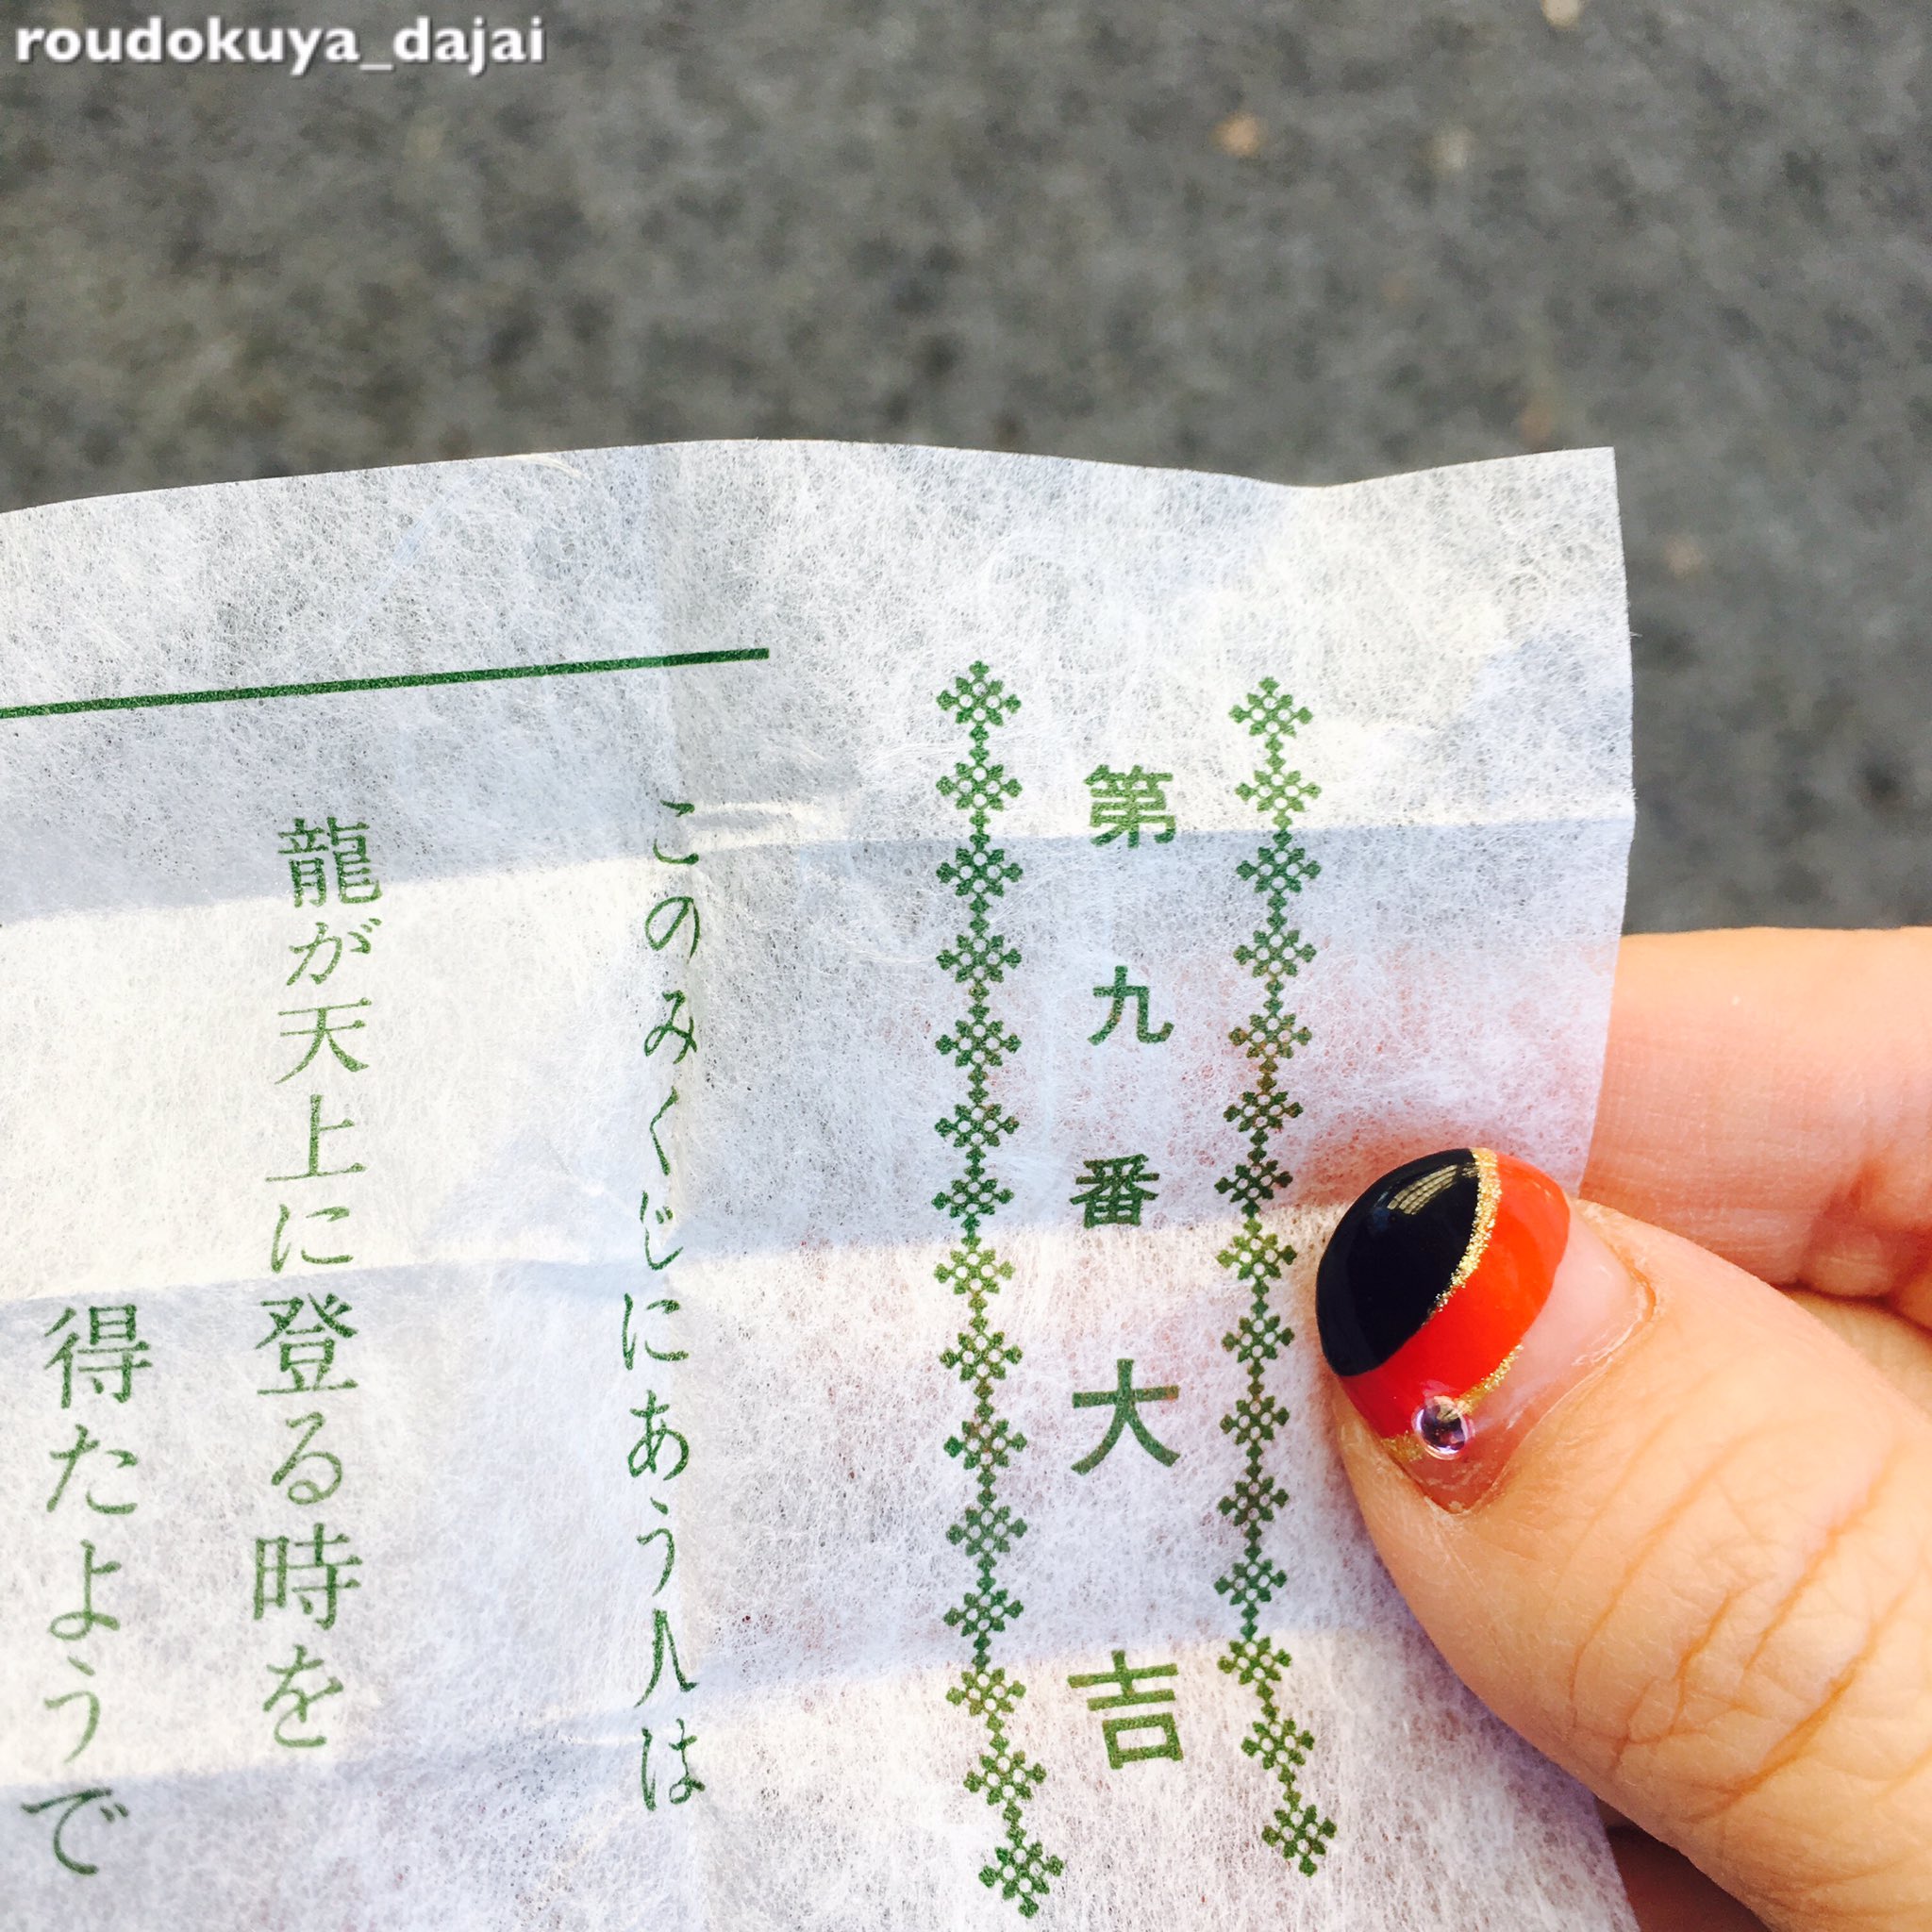 roudokuya_dajai
第九番 大吉
このみくじにあう人は
龍が天上に登る時を
得たようで